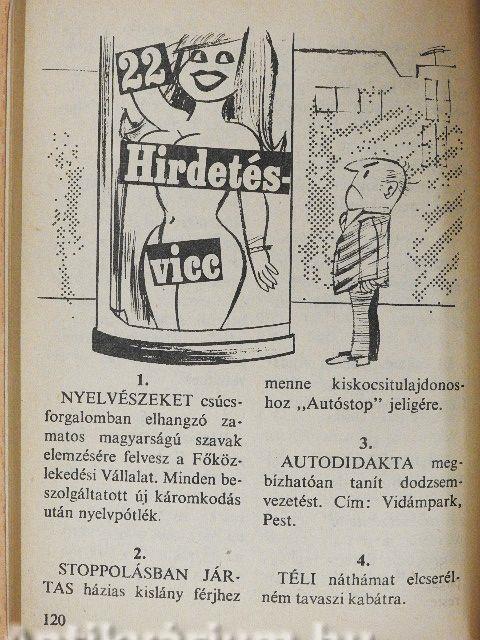 22
Hirdetés-
vicc
1.
NYELVÉSZEKET csúcs-
forgalomban elhangzó za-
matos magyarságú szavak
elemzésére felvesz a Főköz-
lekedési Vállalat. Minden be-
szolgáltatott új káromkodás
után nyelvpótlék.
2.
STOPPOLÁSBAN JÁR-
TAS házias kislány férjhez
menne kiskocsitulajdonos-
hoz „Autóstop” jeligére.
3.
AUTODIDAKTA meg-
bízhatóan tanít dodzsem-
vezetést. Cím: Vidámpark,
Pest.
4.
TÉLI náthámat elcserél-
ném tavaszi kabátra.
120